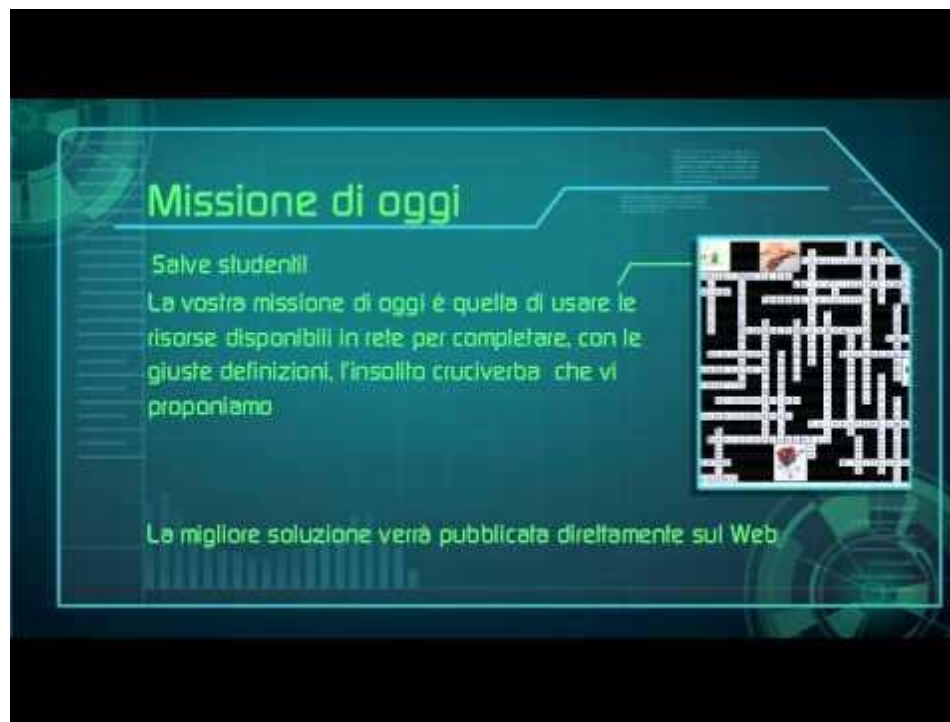 Missione di oggi
Salve studenti!
La vostra missione di oggi è quella di usare le
risorse disponibili in rete per completare, con le
giuste definizioni, l'insolito cruciverba che vi
proponiamo
La migliore soluzione verrà pubblicata direttamente sul Web